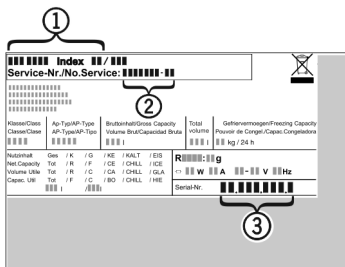 1
Index /
Service-Nr./No.Service: -
2
Klasse/Class Ap-Typ/AP-Type Bruttoinhalt/Gross Capacity Total Gefriervermoegen/Freezing Capacity
Classe/Clase AP-Type/AP-Tipo Volume Brut/Capacidad Bruta volume Pouvoir de Congel./Capac.Congeladora
l l kg / 24 h
Nutzinhalt Ges / K / G / KE / KALT / EIS
Net.Capacity Tot / R / F / CE / CHILL / ICE
Volume Utile Tot / R / C / CA / CHILL / GLA
Capac. Util Tot / F / C / BO / CHILL / HIE
l / l
R : g
W A - V Hz
Serial-Nr. . . .
3